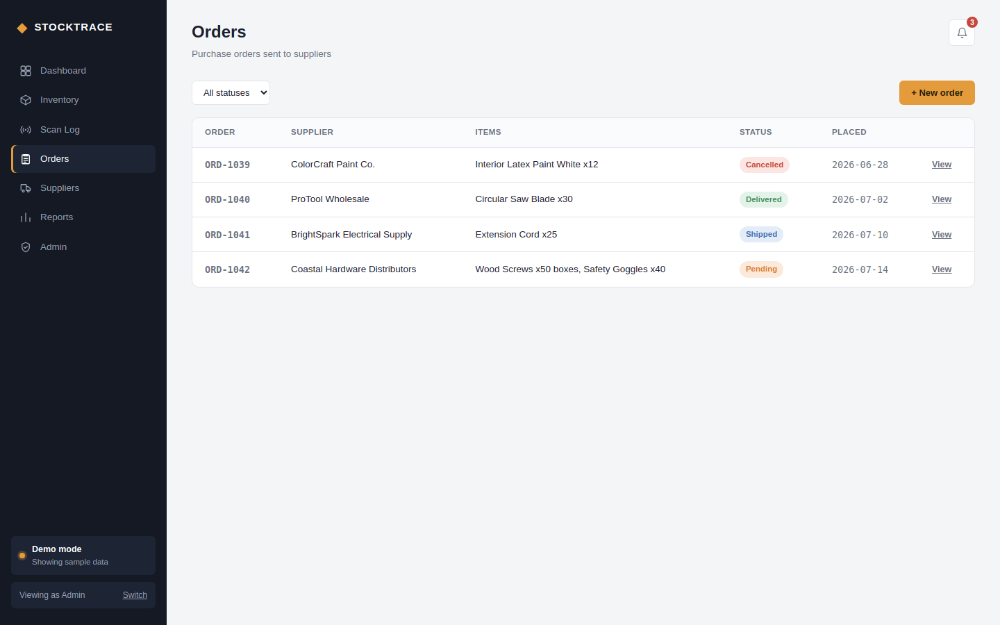 STOCKTRACE
Dashboard
Inventory
Scan Log
Orders
Suppliers
Reports
Admin
Demo mode
Showing sample data
Viewing as Admin Switch
Orders
Purchase orders sent to suppliers
3
All statuses
+ New order
ORDER SUPPLIER ITEMS STATUS PLACED
ORD-1039 ColorCraft Paint Co. Interior Latex Paint White x12 Cancelled 2026-06-28 View
ORD-1040 ProTool Wholesale Circular Saw Blade x30 Delivered 2026-07-02 View
ORD-1041 BrightSpark Electrical Supply Extension Cord x25 Shipped 2026-07-10 View
ORD-1042 Coastal Hardware Distributors Wood Screws x50 boxes, Safety Goggles x40 Pending 2026-07-14 View